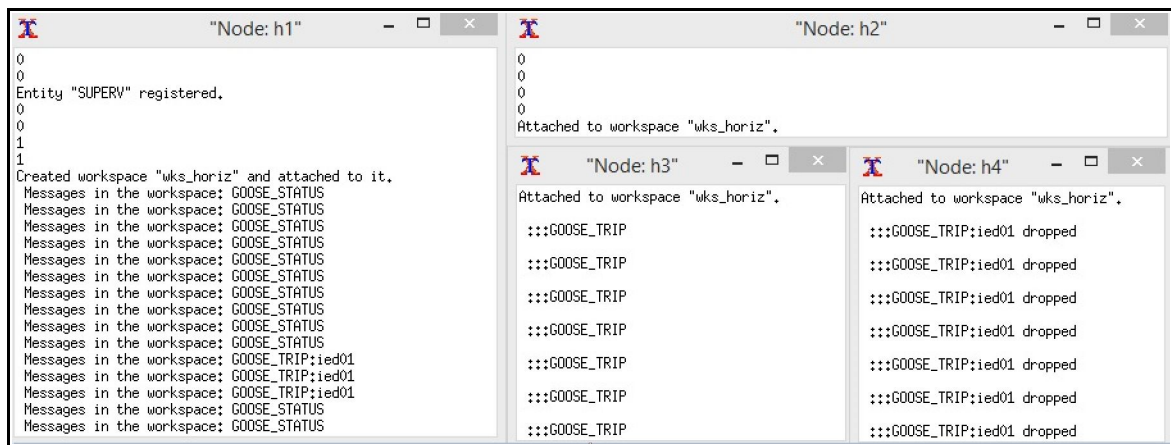 "Node: h1"
0
0
Entity "SUPERV" registered.
0
0
1
1
Created workspace "wks_horiz" and attached to it.
Messages in the workspace: GOOSE_STATUS
Messages in the workspace: GOOSE_STATUS
Messages in the workspace: GOOSE_STATUS
Messages in the workspace: GOOSE_STATUS
Messages in the workspace: GOOSE_STATUS
Messages in the workspace: GOOSE_STATUS
Messages in the workspace: GOOSE_STATUS
Messages in the workspace: GOOSE_STATUS
Messages in the workspace: GOOSE_STATUS
Messages in the workspace: GOOSE_STATUS
Messages in the workspace: GOOSE_TRIP:ied01
Messages in the workspace: GOOSE_TRIP:ied01
Messages in the workspace: GOOSE_TRIP:ied01
Messages in the workspace: GOOSE_STATUS
Messages in the workspace: GOOSE_STATUS
"Node: h2"
0
0
0
0
Attached to workspace "wks_horiz".
"Node: h3"
Attached to workspace "wks_horiz".
:::GOOSE_TRIP
:::GOOSE_TRIP
:::GOOSE_TRIP
:::GOOSE_TRIP
:::GOOSE_TRIP
:::GOOSE_TRIP
:::GOOSE_TRIP
"Node: h4"
Attached to workspace "wks_horiz".
:::GOOSE_TRIP:ied01 dropped
:::GOOSE_TRIP:ied01 dropped
:::GOOSE_TRIP:ied01 dropped
:::GOOSE_TRIP:ied01 dropped
:::GOOSE_TRIP:ied01 dropped
:::GOOSE_TRIP:ied01 dropped
:::GOOSE_TRIP:ied01 dropped